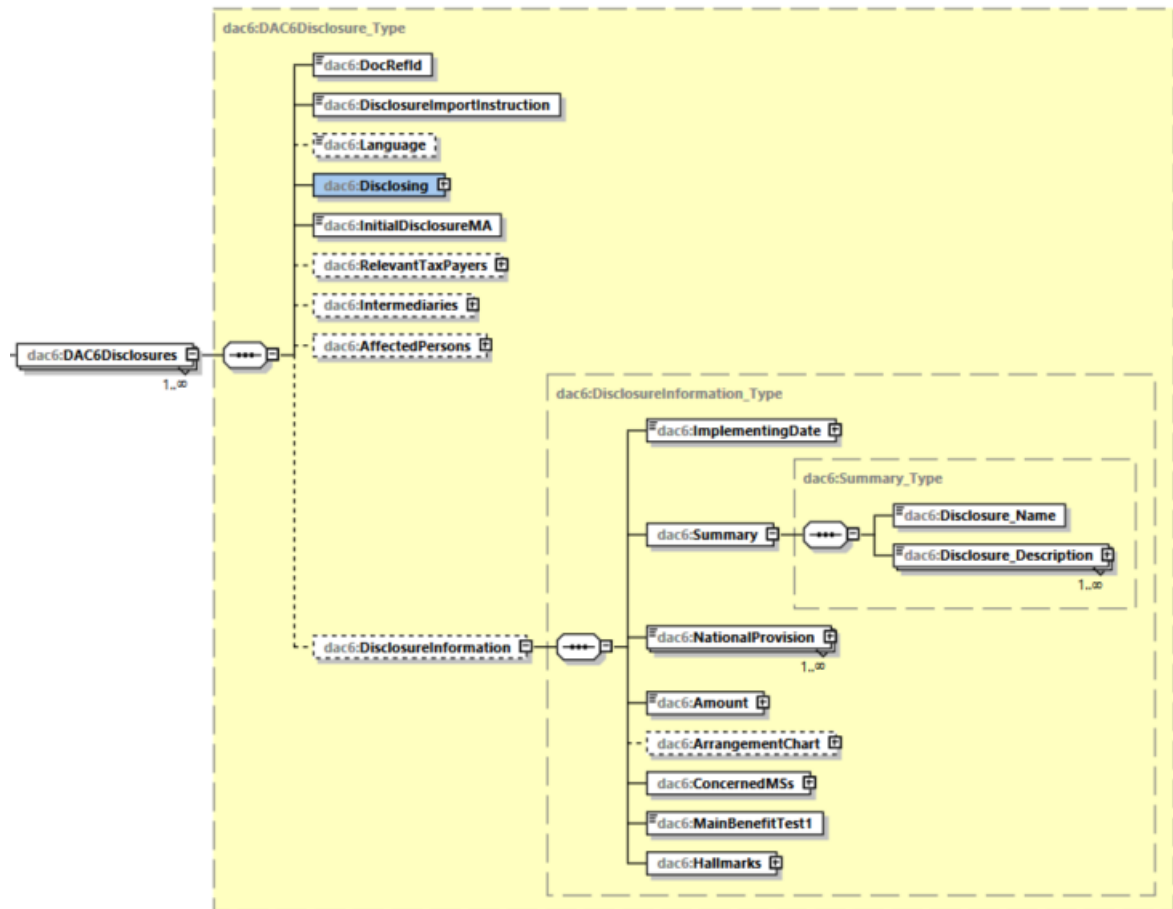 dac6:DAC6Disclosure_Type
dac6:DocRefId
dac6:DisclosureImportInstruction
dac6:Language
dac6:Disclosing
dac6:InitialDisclosureMA
dac6:RelevantTaxPayers
dac6:Intermediaries
dac6:AffectedPersons
dac6:DAC6Disclosures
1..∞
dac6:DisclosureInformation_Type
dac6:ImplementingDate
dac6:Summary_Type
dac6:Disclosure_Name
dac6:Summary
dac6:Disclosure_Description
1..∞
dac6:DisclosureInformation
dac6:NationalProvision
1..∞
dac6:Amount
dac6:ArrangementChart
dac6:ConcernedMSs
dac6:MainBenefitTest1
dac6:Hallmarks